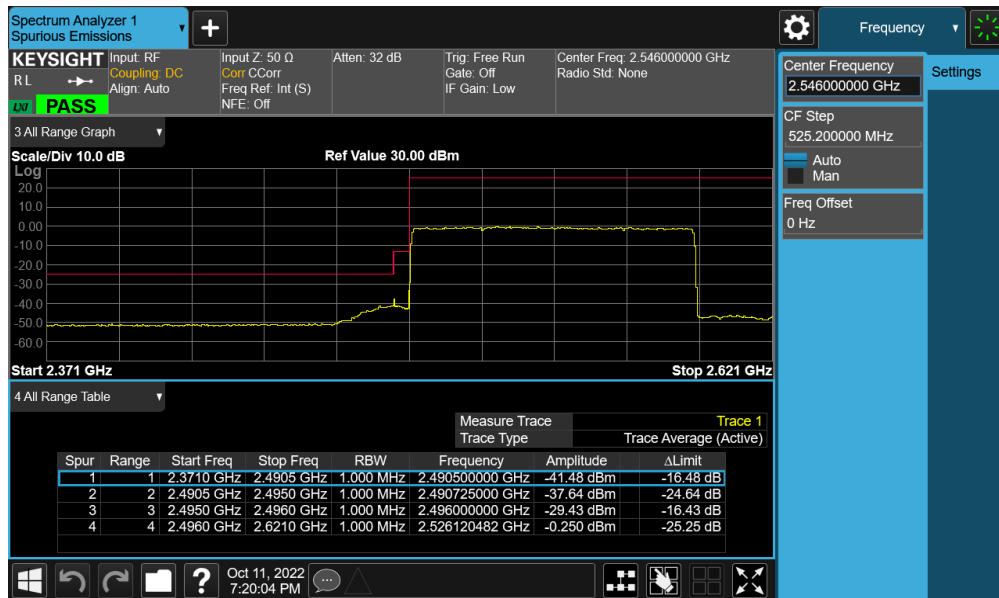 Spectrum Analyzer 1
Spurious Emissions
+
Frequency
KEYSIGHT
R L
LXI
PASS
Input: RF
Coupling: DC
Align: Auto
Input Z: 50 Ω
Corr CCorr
Freq Ref: Int (S)
NFE: Off
Atten: 32 dB
Trig: Free Run
Gate: Off
IF Gain: Low
Center Freq: 2.546000000 GHz
Radio Std: None
Center Frequency
2.546000000 GHz
Settings
CF Step
525.200000 MHz
Auto
Man
Freq Offset
0 Hz
3 All Range Graph
Scale/Div 10.0 dB
Ref Value 30.00 dBm
Log
20.0
10.0
0.00
-10.0
-20.0
-30.0
-40.0
-50.0
-60.0
Start 2.371 GHz
Stop 2.621 GHz
4 All Range Table
Measure Trace Trace 1
Trace Type Trace Average (Active)
Spur Range Start Freq Stop Freq RBW Frequency Amplitude ΔLimit
1 1 2.3710 GHz 2.4905 GHz 1.000 MHz 2.490500000 GHz -41.48 dBm -16.48 dB
2 2 2.4905 GHz 2.4950 GHz 1.000 MHz 2.490725000 GHz -37.64 dBm -24.64 dB
3 3 2.4950 GHz 2.4960 GHz 1.000 MHz 2.496000000 GHz -29.43 dBm -16.43 dB
4 4 2.4960 GHz 2.6210 GHz 1.000 MHz 2.526120482 GHz -0.250 dBm -25.25 dB
?
Oct 11, 2022
7:20:04 PM